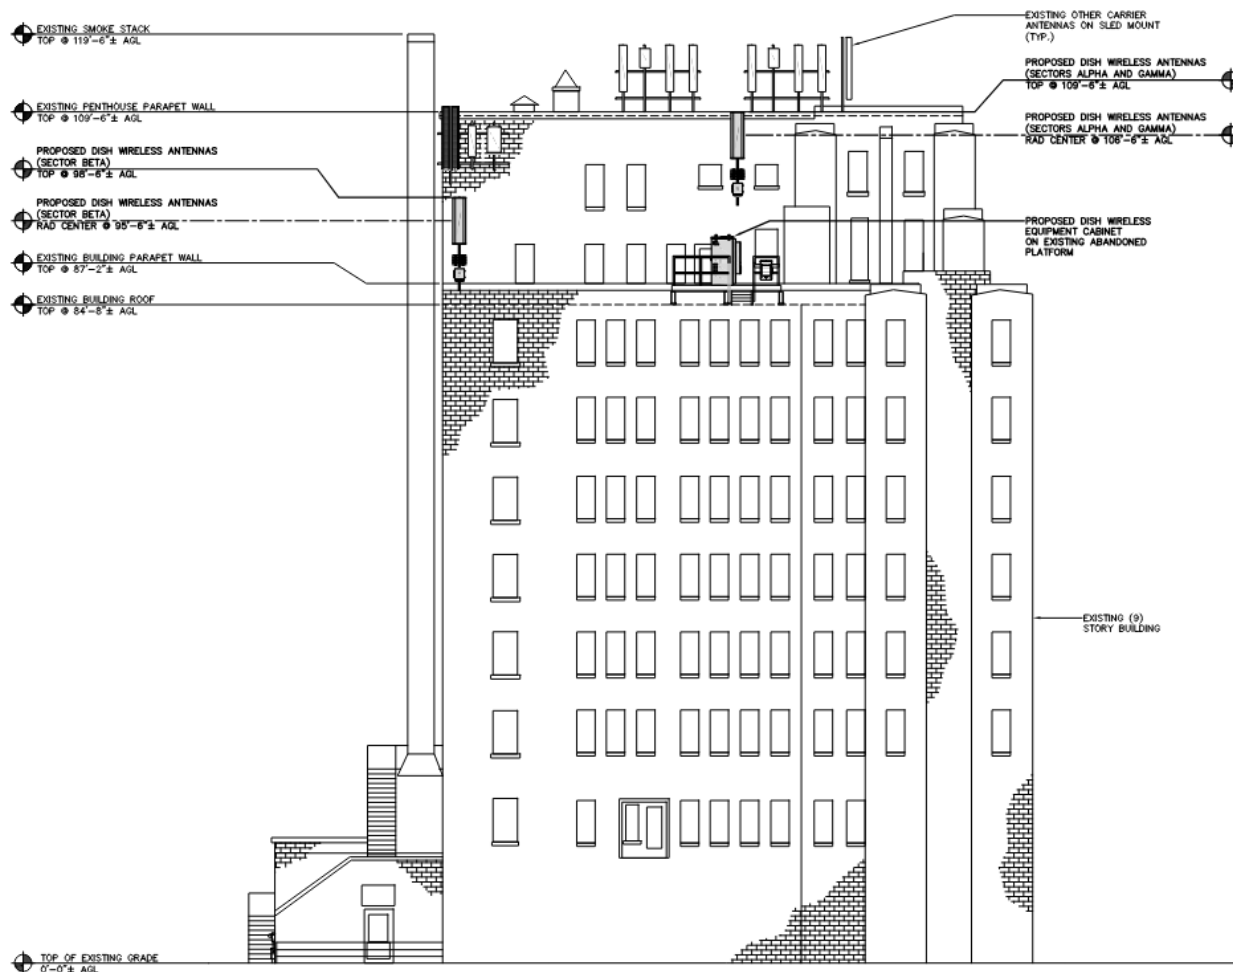 EXISTING SMOKE STACK
TOP @ 119'-6"± AGL
EXISTING PENTHOUSE PARAPET WALL
TOP @ 109'-6"± AGL
PROPOSED DISH WIRELESS ANTENNAS
(SECTOR BETA)
TOP @ 98'-6"± AGL
PROPOSED DISH WIRELESS ANTENNAS
(SECTOR BETA)
RAD CENTER @ 95'-6"± AGL
EXISTING BUILDING PARAPET WALL
TOP @ 87'-2"± AGL
EXISTING BUILDING ROOF
TOP @ 84'-8"± AGL
EXISTING OTHER CARRIER
ANTENNAS ON SLED MOUNT
(TYP.)
PROPOSED DISH WIRELESS ANTENNAS
(SECTORS ALPHA AND GAMMA)
TOP @ 109'-6"± AGL
PROPOSED DISH WIRELESS ANTENNAS
(SECTORS ALPHA AND GAMMA)
RAD CENTER @ 106'-6"± AGL
PROPOSED DISH WIRELESS
EQUIPMENT CABINET
ON EXISTING ABANDONED
PLATFORM
EXISTING (9)
STORY BUILDING
TOP OF EXISTING GRADE
0'-0"± AGL